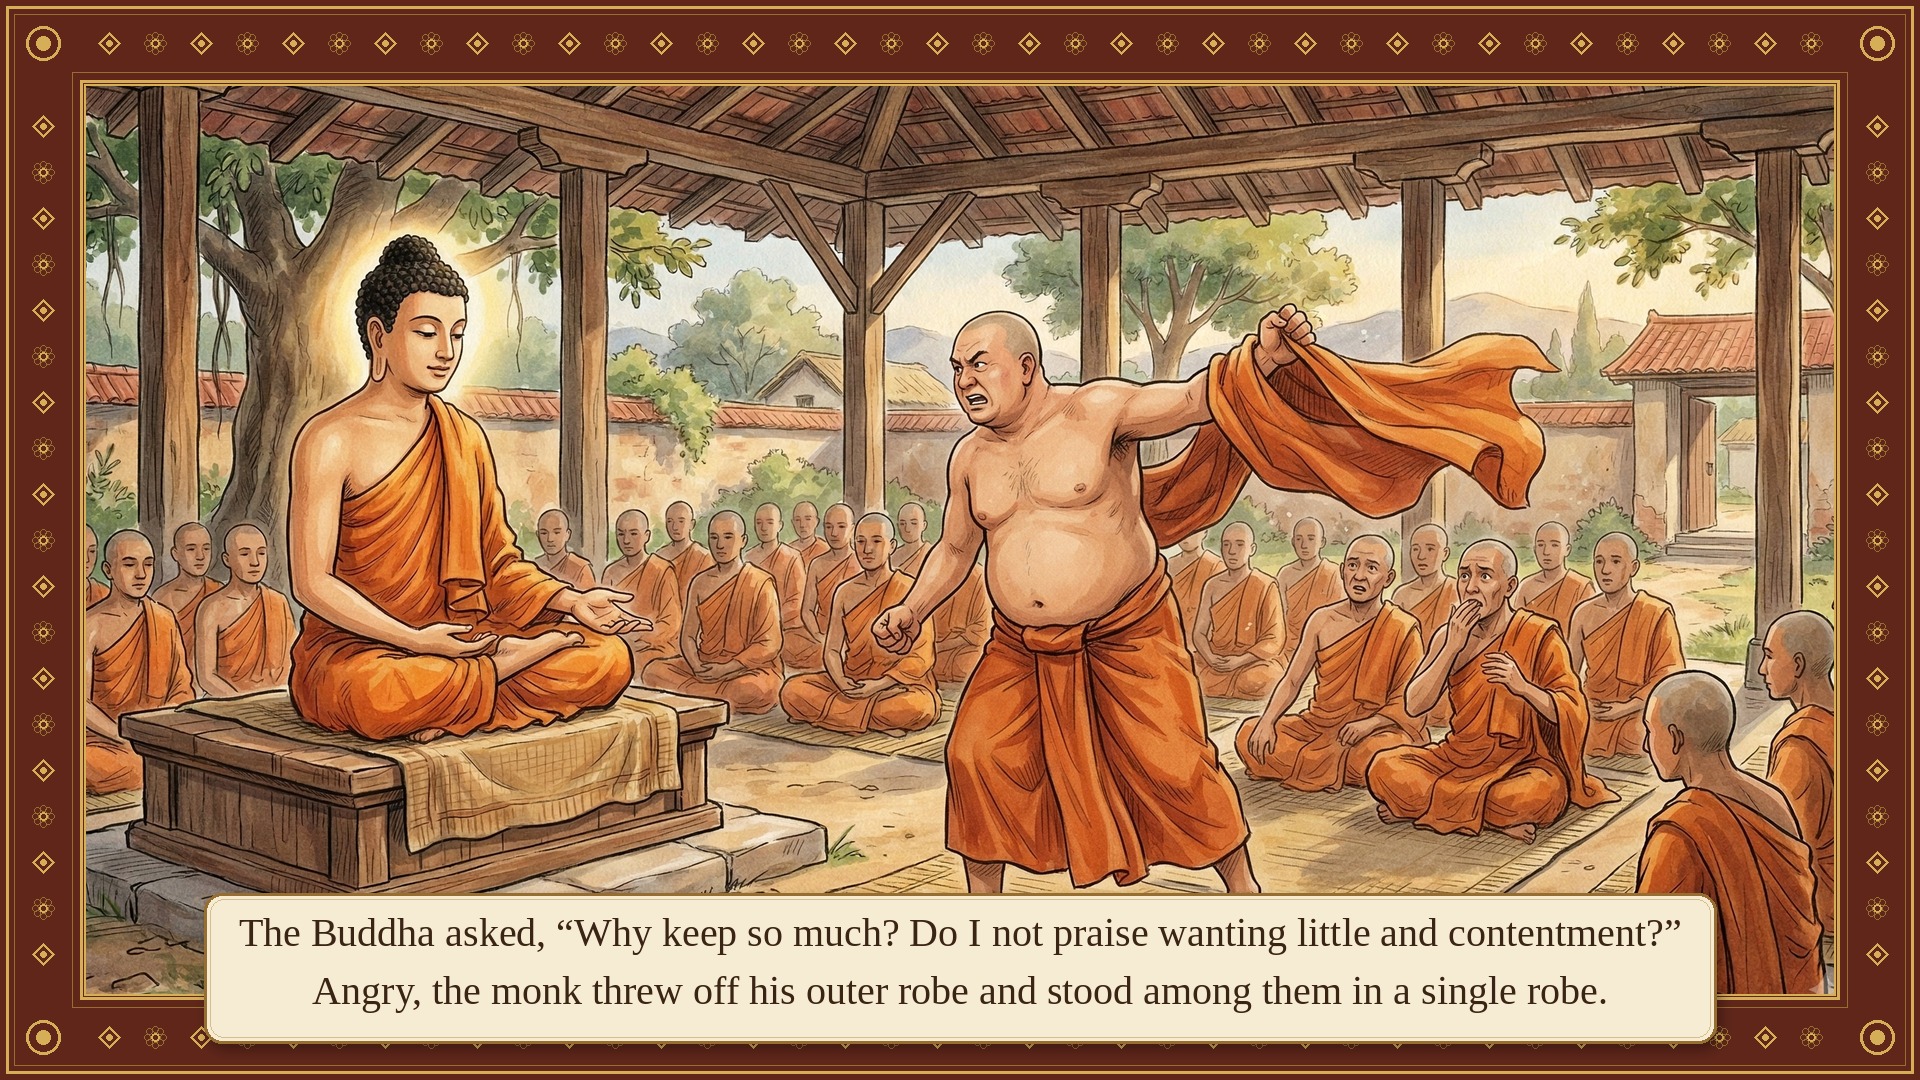 The Buddha asked, “Why keep so much? Do I not praise wanting little and contentment?”
Angry, the monk threw off his outer robe and stood among them in a single robe.